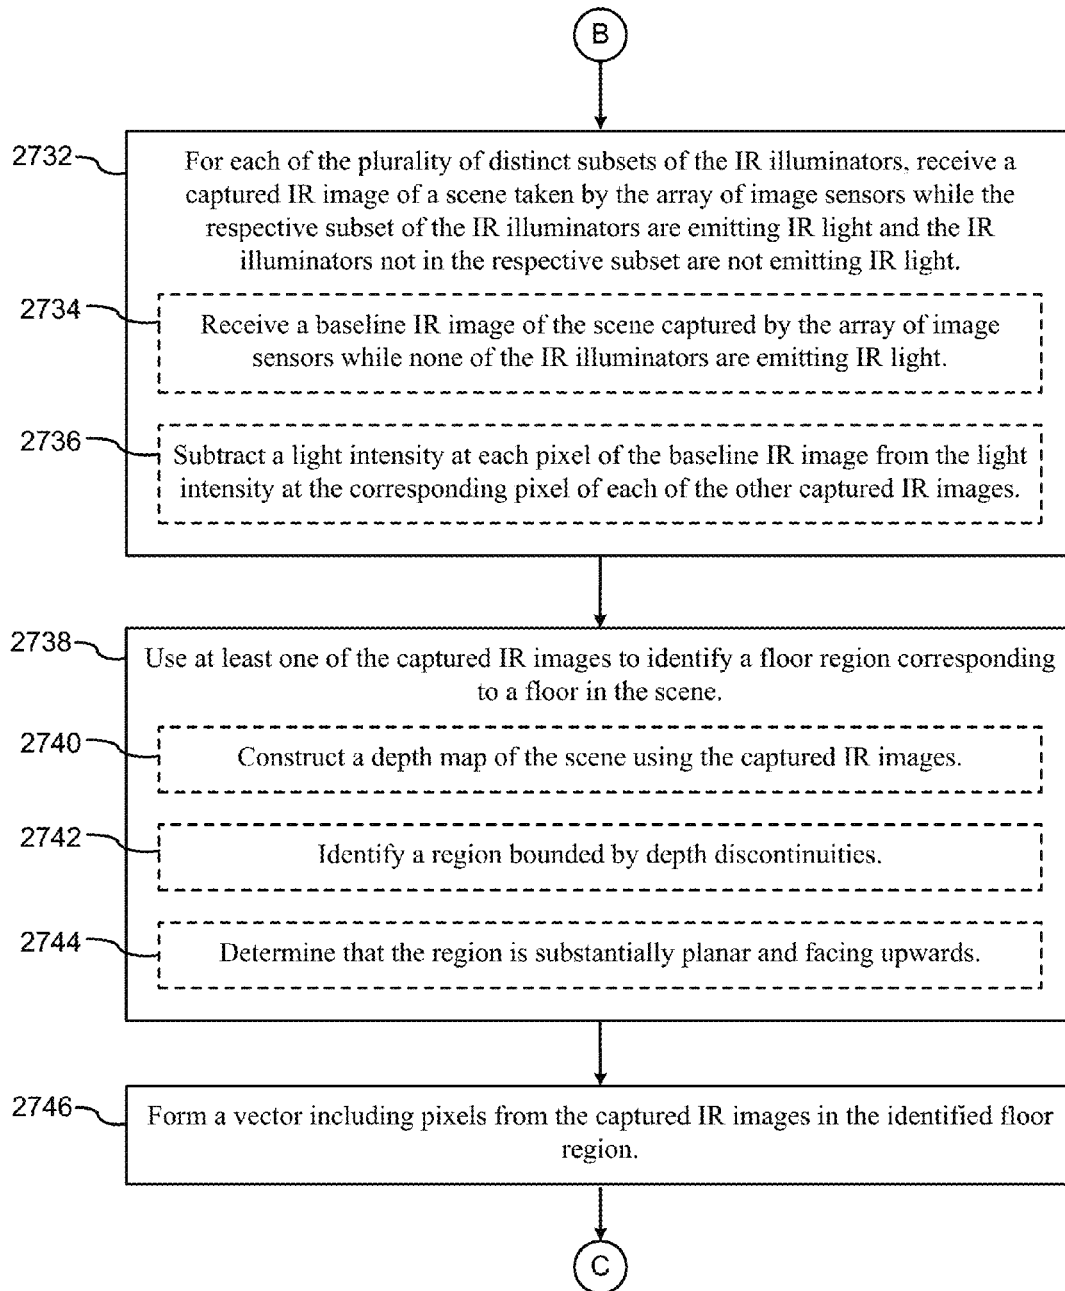 B
2732
For each of the plurality of distinct subsets of the IR illuminators, receive a
captured IR image of a scene taken by the array of image sensors while the
respective subset of the IR illuminators are emitting IR light and the IR
illuminators not in the respective subset are not emitting IR light.
2734
Receive a baseline IR image of the scene captured by the array of image
sensors while none of the IR illuminators are emitting IR light.
2736
Subtract a light intensity at each pixel of the baseline IR image from the light
intensity at the corresponding pixel of each of the other captured IR images.
2738
Use at least one of the captured IR images to identify a floor region corresponding
to a floor in the scene.
2740
Construct a depth map of the scene using the captured IR images.
2742
Identify a region bounded by depth discontinuities.
2744
Determine that the region is substantially planar and facing upwards.
2746
Form a vector including pixels from the captured IR images in the identified floor
region.
C